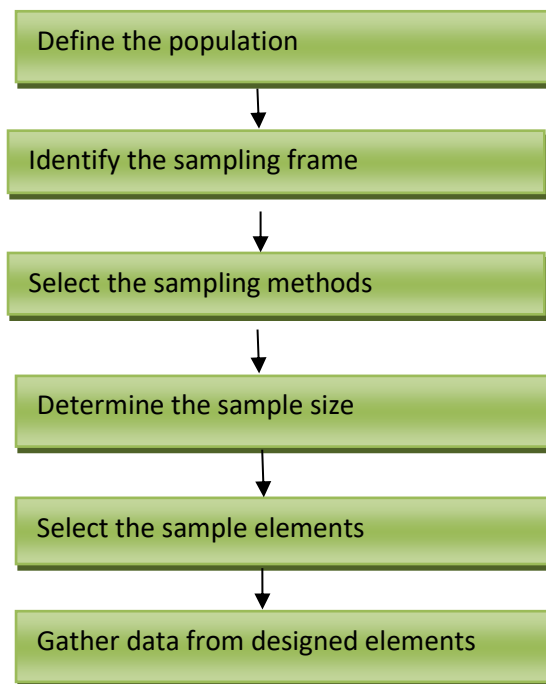 Define the population
Identify the sampling frame
Select the sampling methods
Determine the sample size
Select the sample elements
Gather data from designed elements